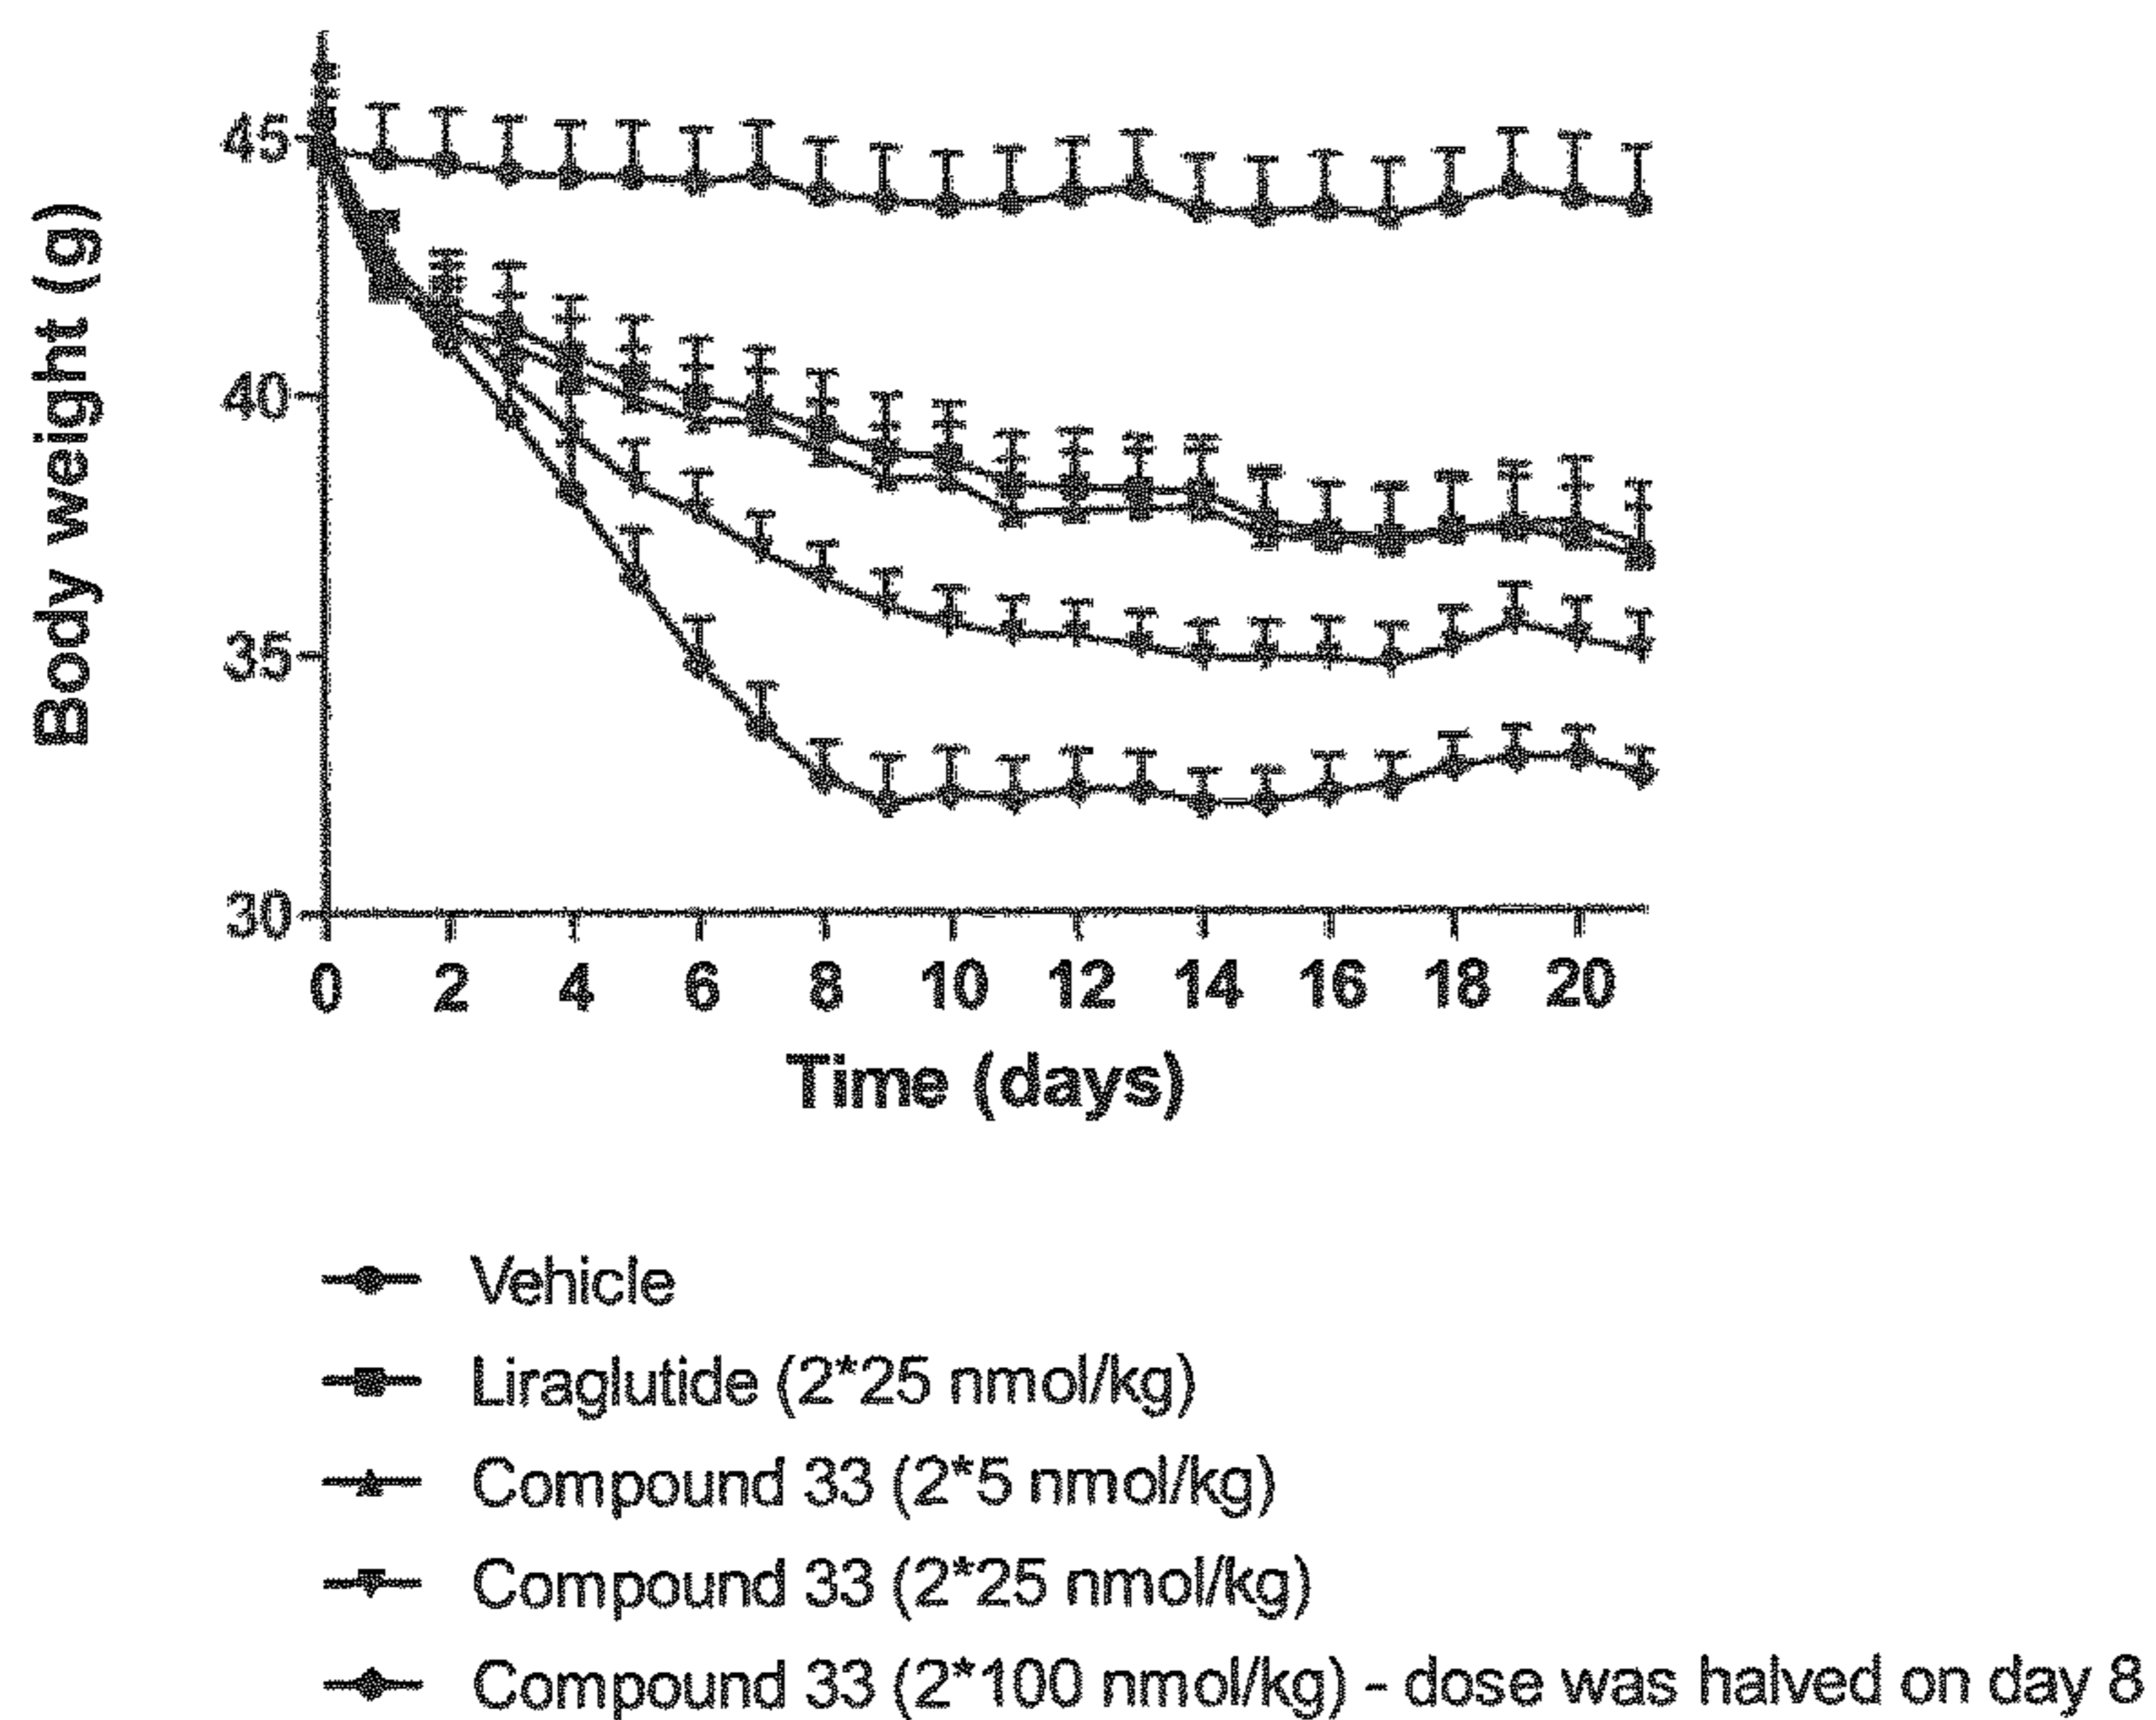 Body weight (g)
45
40
35
30
0 2 4 6 8 10 12 14 16 18 20
Time (days)
Vehicle
Liraglutide (2*25 nmol/kg)
Compound 33 (2*5 nmol/kg)
Compound 33 (2*25 nmol/kg)
Compound 33 (2*100 nmol/kg) - dose was halved on day 8